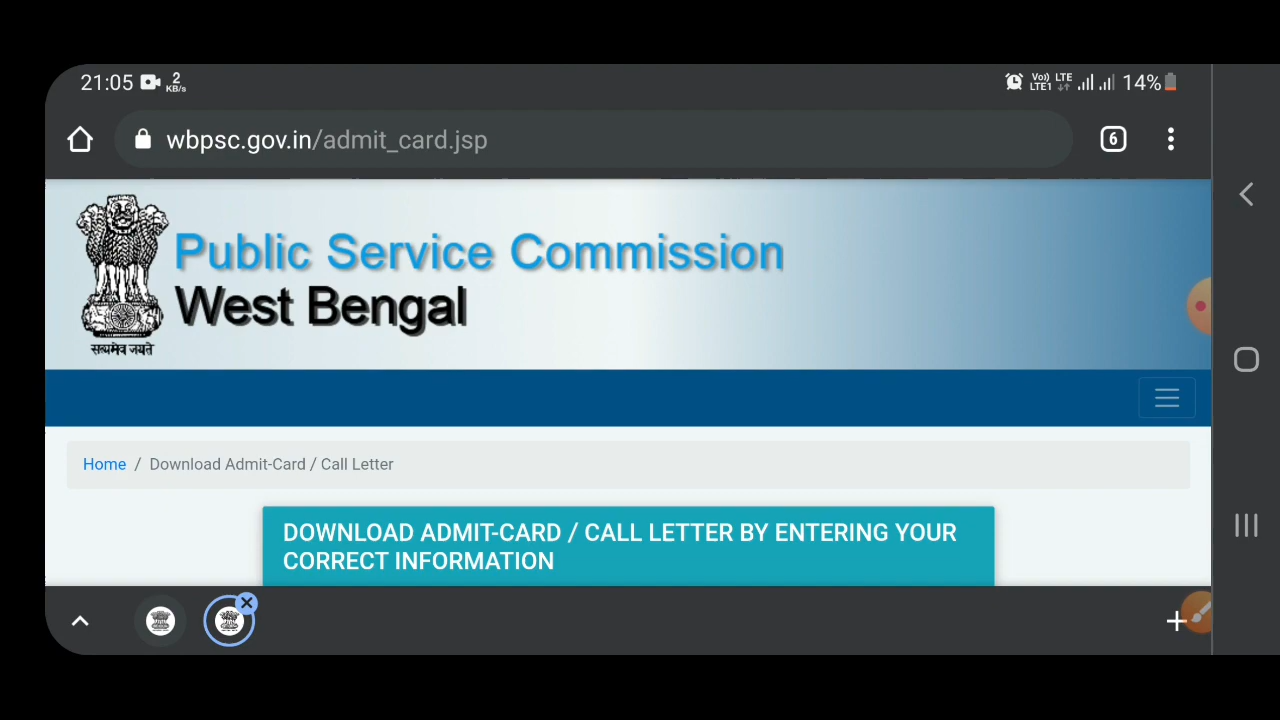 21:05 2 KB/s Vo) LTE1 LTE 14%
wbpsc.gov.in/admit_card.jsp 6
Public Service Commission
West Bengal
सत्यमेव जयते
Home / Download Admit-Card / Call Letter
DOWNLOAD ADMIT-CARD / CALL LETTER BY ENTERING YOUR
CORRECT INFORMATION